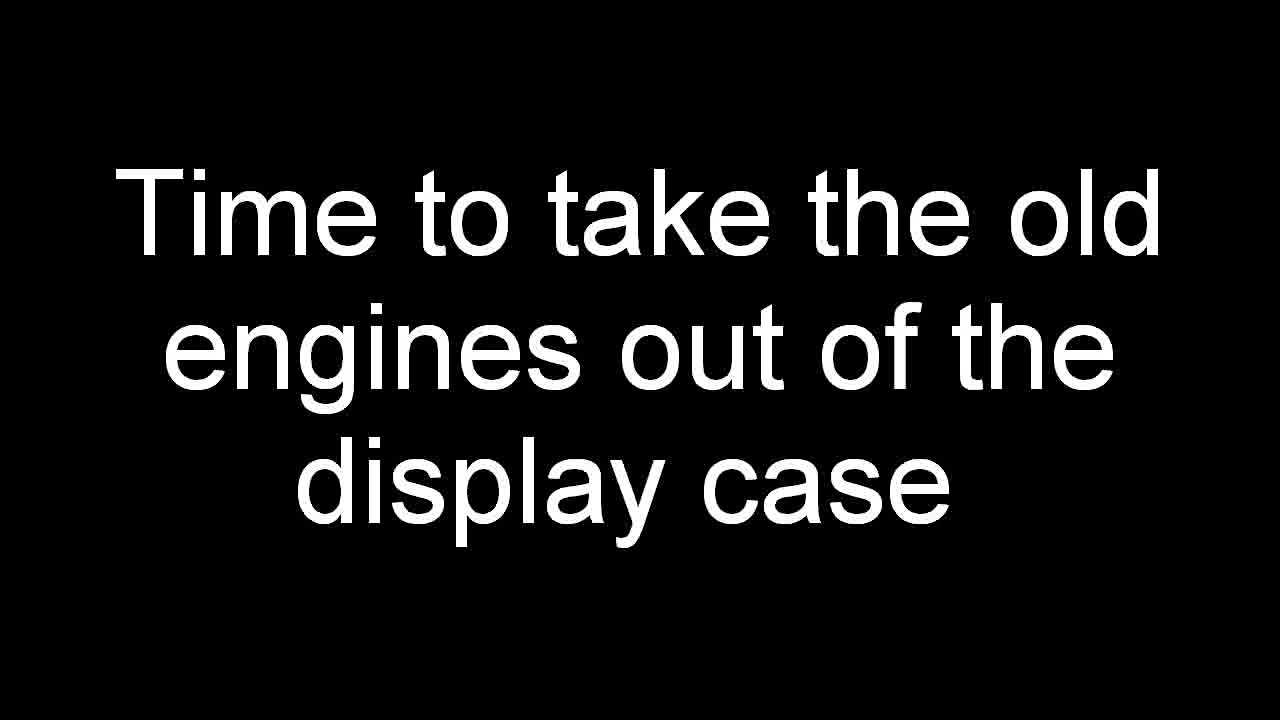 Time to take the old
engines out of the
display case